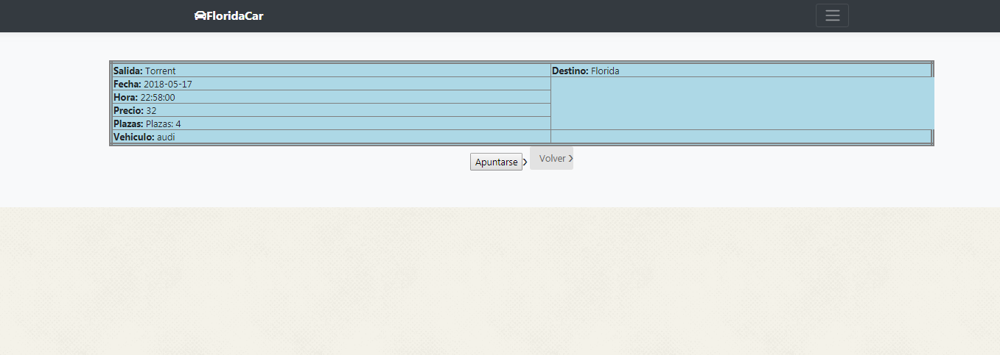 FloridaCar
Salida: Torrent Destino: Florida
Fecha: 2018-05-17
Hora: 22:58:00
Precio: 32
Plazas: Plazas: 4
Vehiculo: audi
Apuntarse Volver